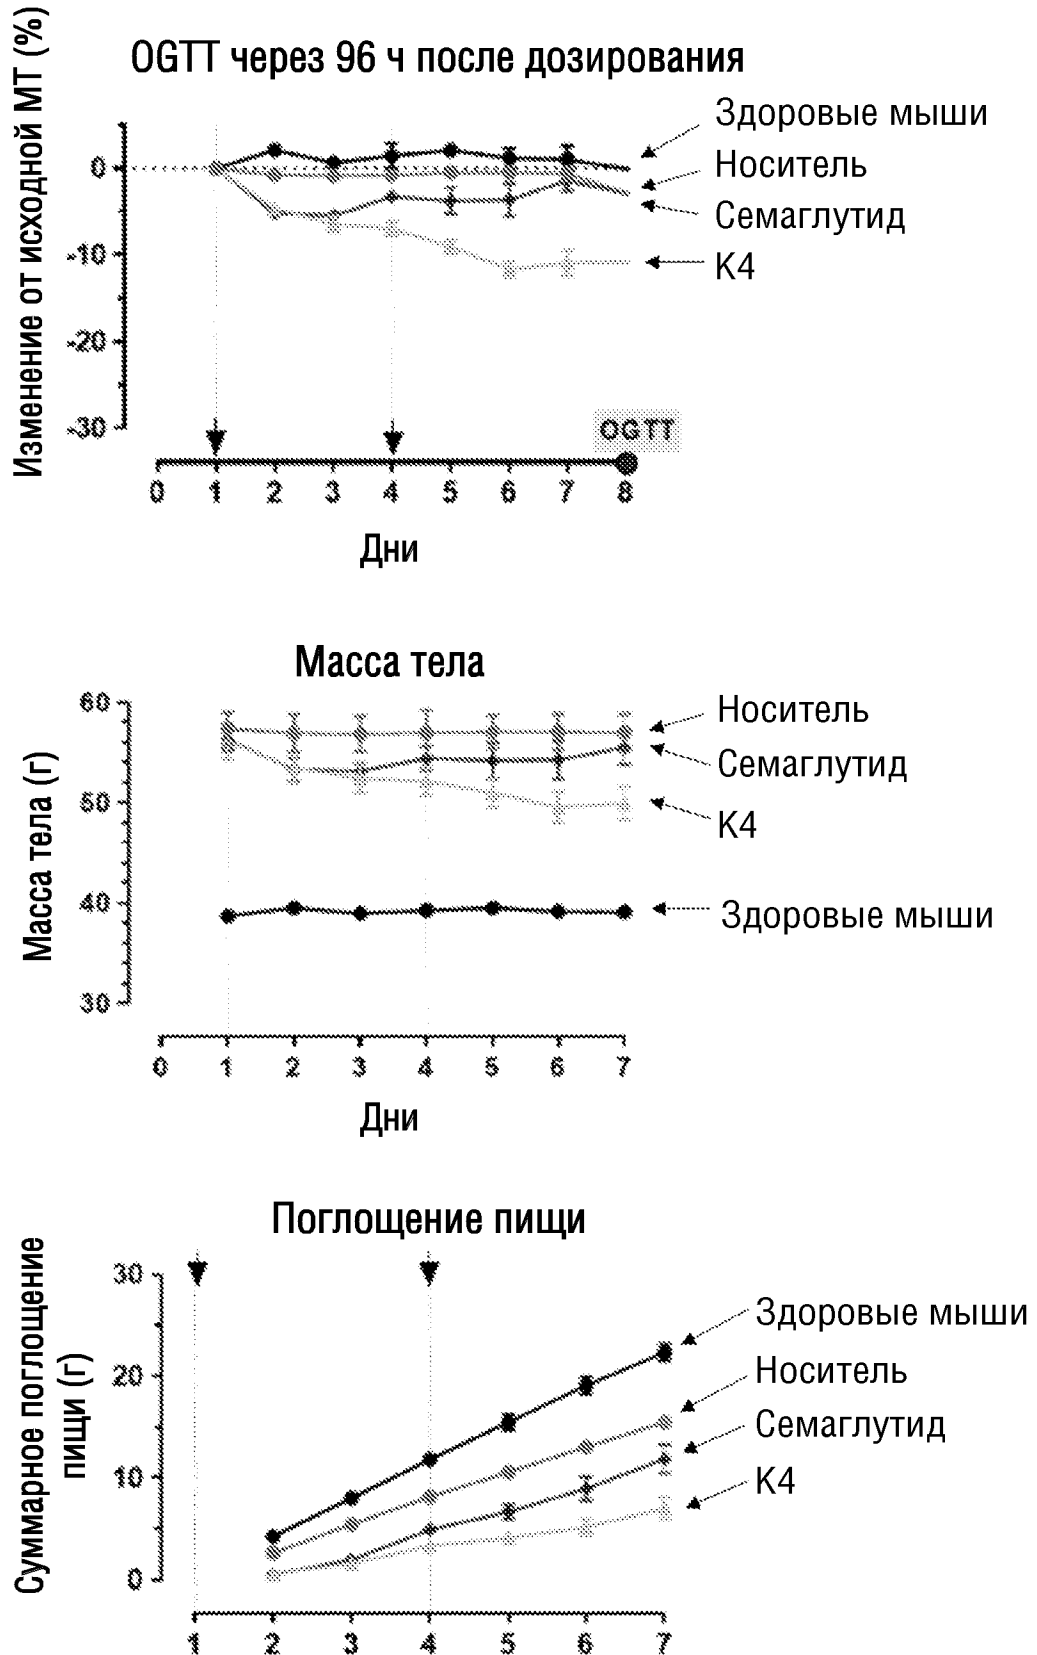 OGTT через 96 ч после дозирования
Изменение от исходной МТ (%)
0
-10
-20
-30
Здоровые мыши
Носитель
Семаглутид
К4
OGTT
0 1 2 3 4 5 6 7 8
Дни
Масса тела
Масса тела (г)
60
50
40
30
Носитель
Семаглутид
К4
Здоровые мыши
0 1 2 3 4 5 6 7
Дни
Поглощение пищи
Суммарное поглощение
пищи (г)
30
20
10
0
Здоровые мыши
Носитель
Семаглутид
К4
1 2 3 4 5 6 7